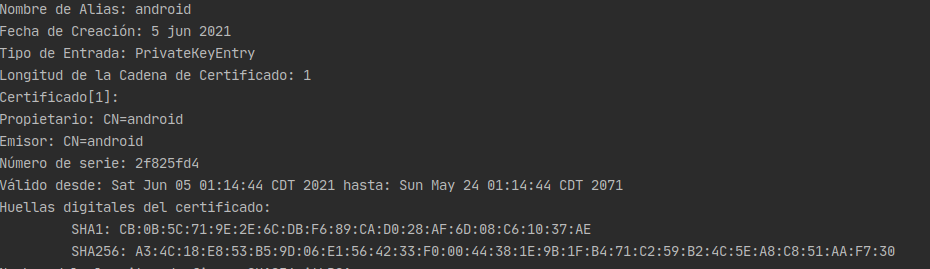 Nombre de Alias: android
Fecha de Creación: 5 jun 2021
Tipo de Entrada: PrivateKeyEntry
Longitud de la Cadena de Certificado: 1
Certificado[1]:
Propietario: CN=android
Emisor: CN=android
Número de serie: 2f825fd4
Válido desde: Sat Jun 05 01:14:44 CDT 2021 hasta: Sun May 24 01:14:44 CDT 2071
Huellas digitales del certificado:
SHA1: CB:0B:5C:71:9E:2E:6C:DB:F6:89:CA:D0:28:AF:6D:08:C6:10:37:AE
SHA256: A3:4C:18:E8:53:B5:9D:06:E1:56:42:33:F0:00:44:38:1E:9B:1F:B4:71:C2:59:B2:4C:5E:A8:C8:51:AA:F7:30